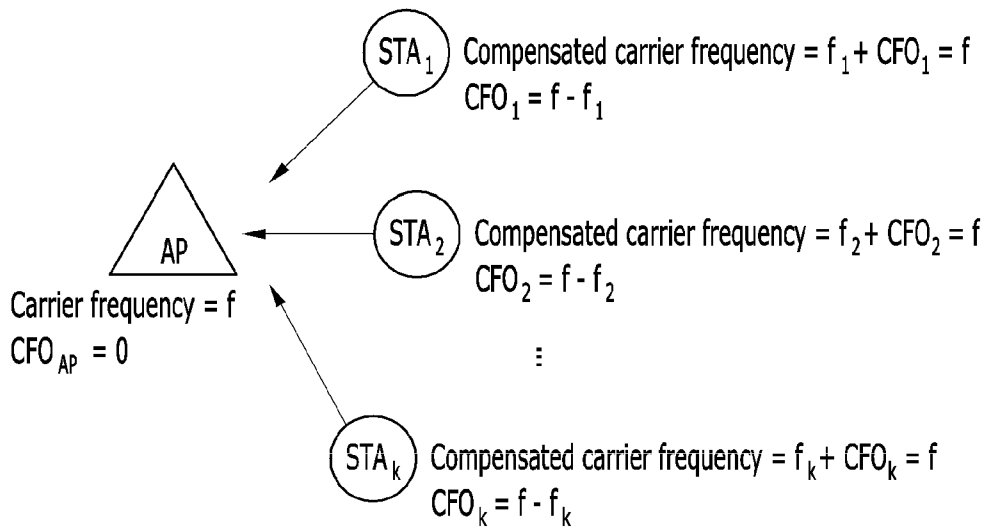 STA₁
Compensated carrier frequency = f₁ + CFO₁ = f
CFO₁ = f - f₁
AP
Carrier frequency = f
CFO_AP = 0
STA₂
Compensated carrier frequency = f₂ + CFO₂ = f
CFO₂ = f - f₂
⋮
STAₖ
Compensated carrier frequency = fₖ + CFOₖ = f
CFOₖ = f - fₖ